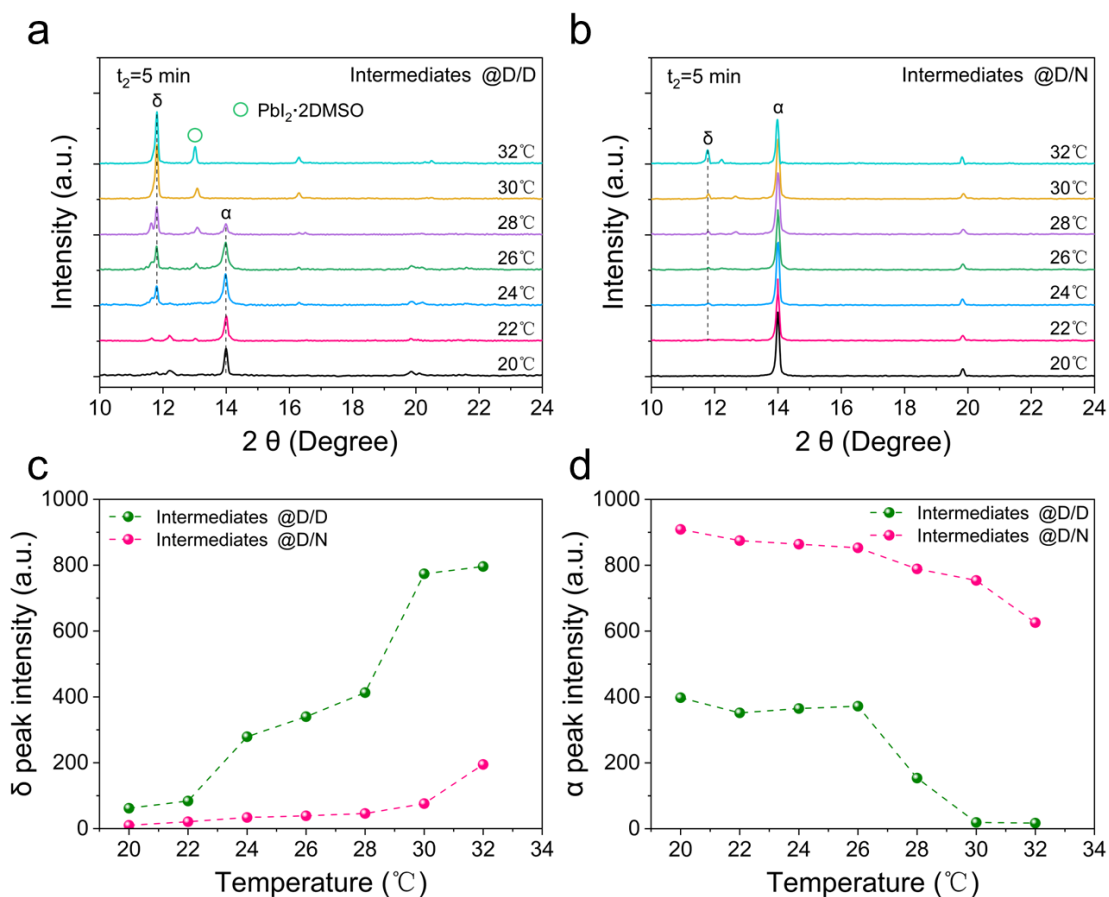 a
t₂=5 min
Intermediates @D/D
δ
PbI₂·2DMSO
α
32℃
30℃
28℃
26℃
24℃
22℃
20℃
Intensity (a.u.)
10 12 14 16 18 20 22 24
2 θ (Degree)
b
t₂=5 min
Intermediates @D/N
δ
α
32℃
30℃
28℃
26℃
24℃
22℃
20℃
Intensity (a.u.)
10 12 14 16 18 20 22 24
2 θ (Degree)
c
Intermediates @D/D
Intermediates @D/N
1000
800
600
400
200
0
δ peak intensity (a.u.)
20 22 24 26 28 30 32 34
Temperature (℃)
d
Intermediates @D/D
Intermediates @D/N
1000
800
600
400
200
0
α peak intensity (a.u.)
20 22 24 26 28 30 32 34
Temperature (℃)